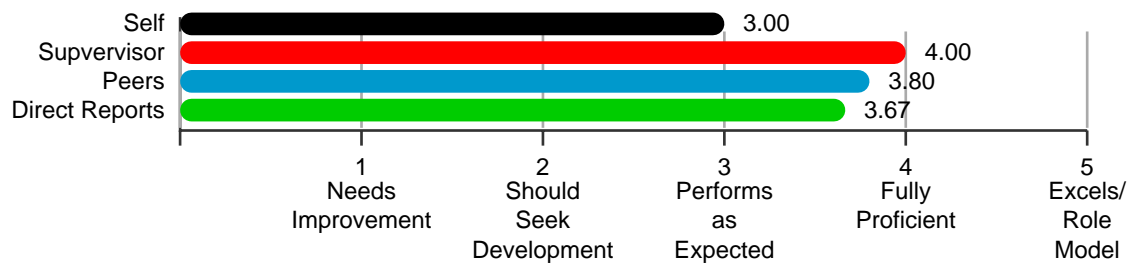 Self 3.00
Supvervisor 4.00
Peers 3.80
Direct Reports 3.67
1 2 3 4 5
Needs Should Performs Fully Excels/
Improvement Seek as Proficient Role
Development Expected Model